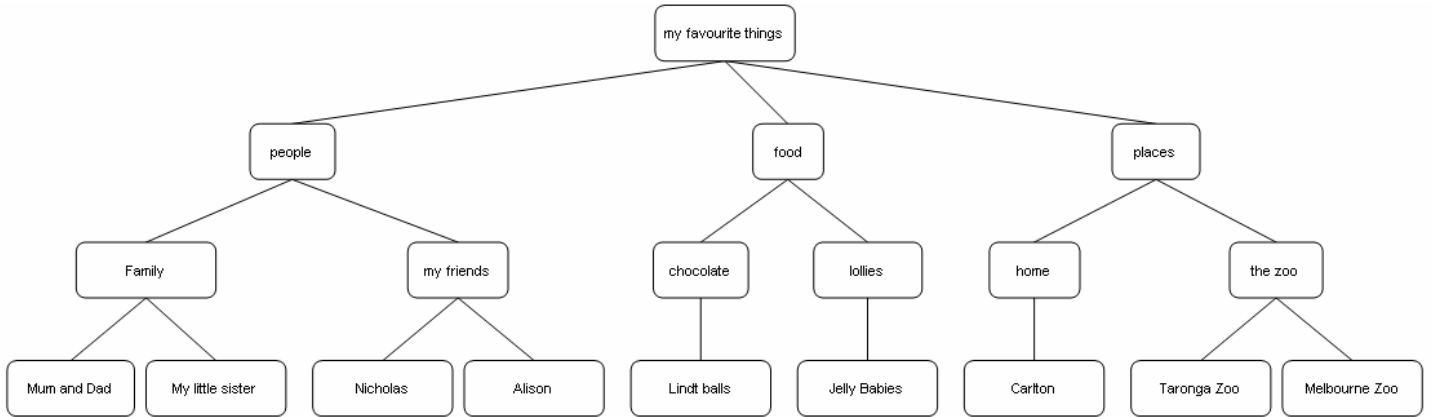 my favourite things
people
food
places
Family
my friends
chocolate
lollies
home
the zoo
Mum and Dad
My little sister
Nicholas
Alison
Lindt balls
Jelly Babies
Carlton
Taronga Zoo
Melbourne Zoo